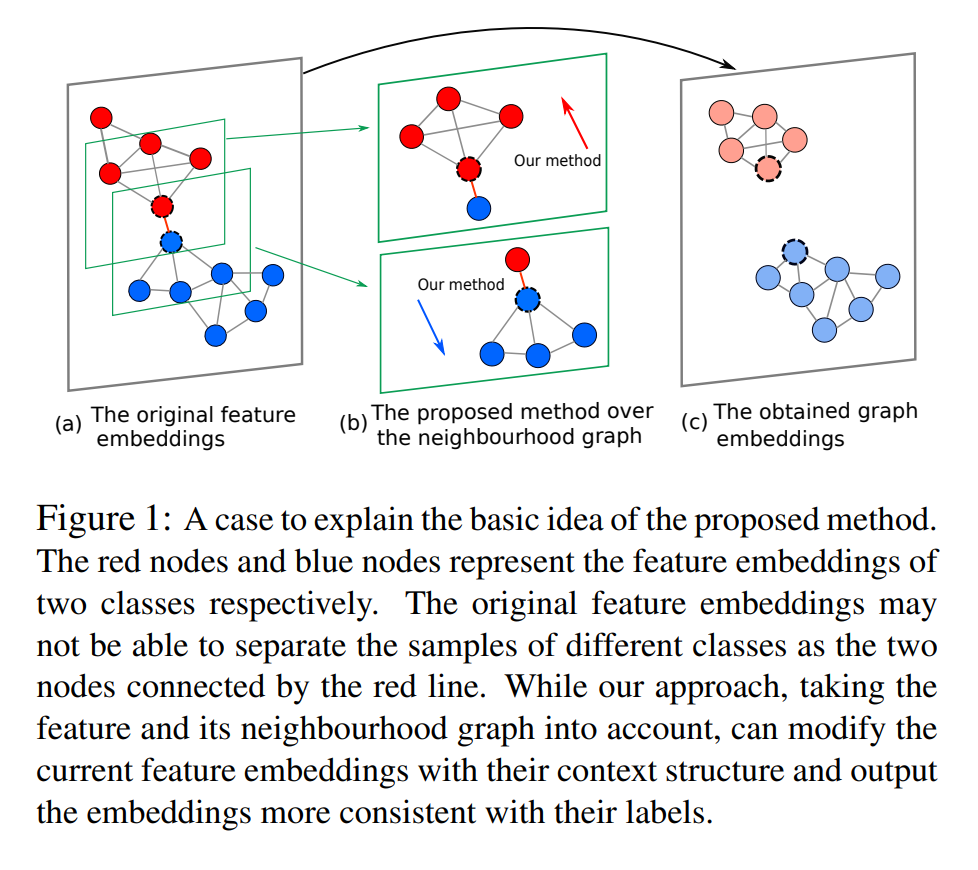 Our method
Our method
(a) The original feature
embeddings
(b) The proposed method over
the neighbourhood graph
(c) The obtained graph
embeddings
Figure 1: A case to explain the basic idea of the proposed method.
The red nodes and blue nodes represent the feature embeddings of
two classes respectively. The original feature embeddings may
not be able to separate the samples of different classes as the two
nodes connected by the red line. While our approach, taking the
feature and its neighbourhood graph into account, can modify the
current feature embeddings with their context structure and output
the embeddings more consistent with their labels.